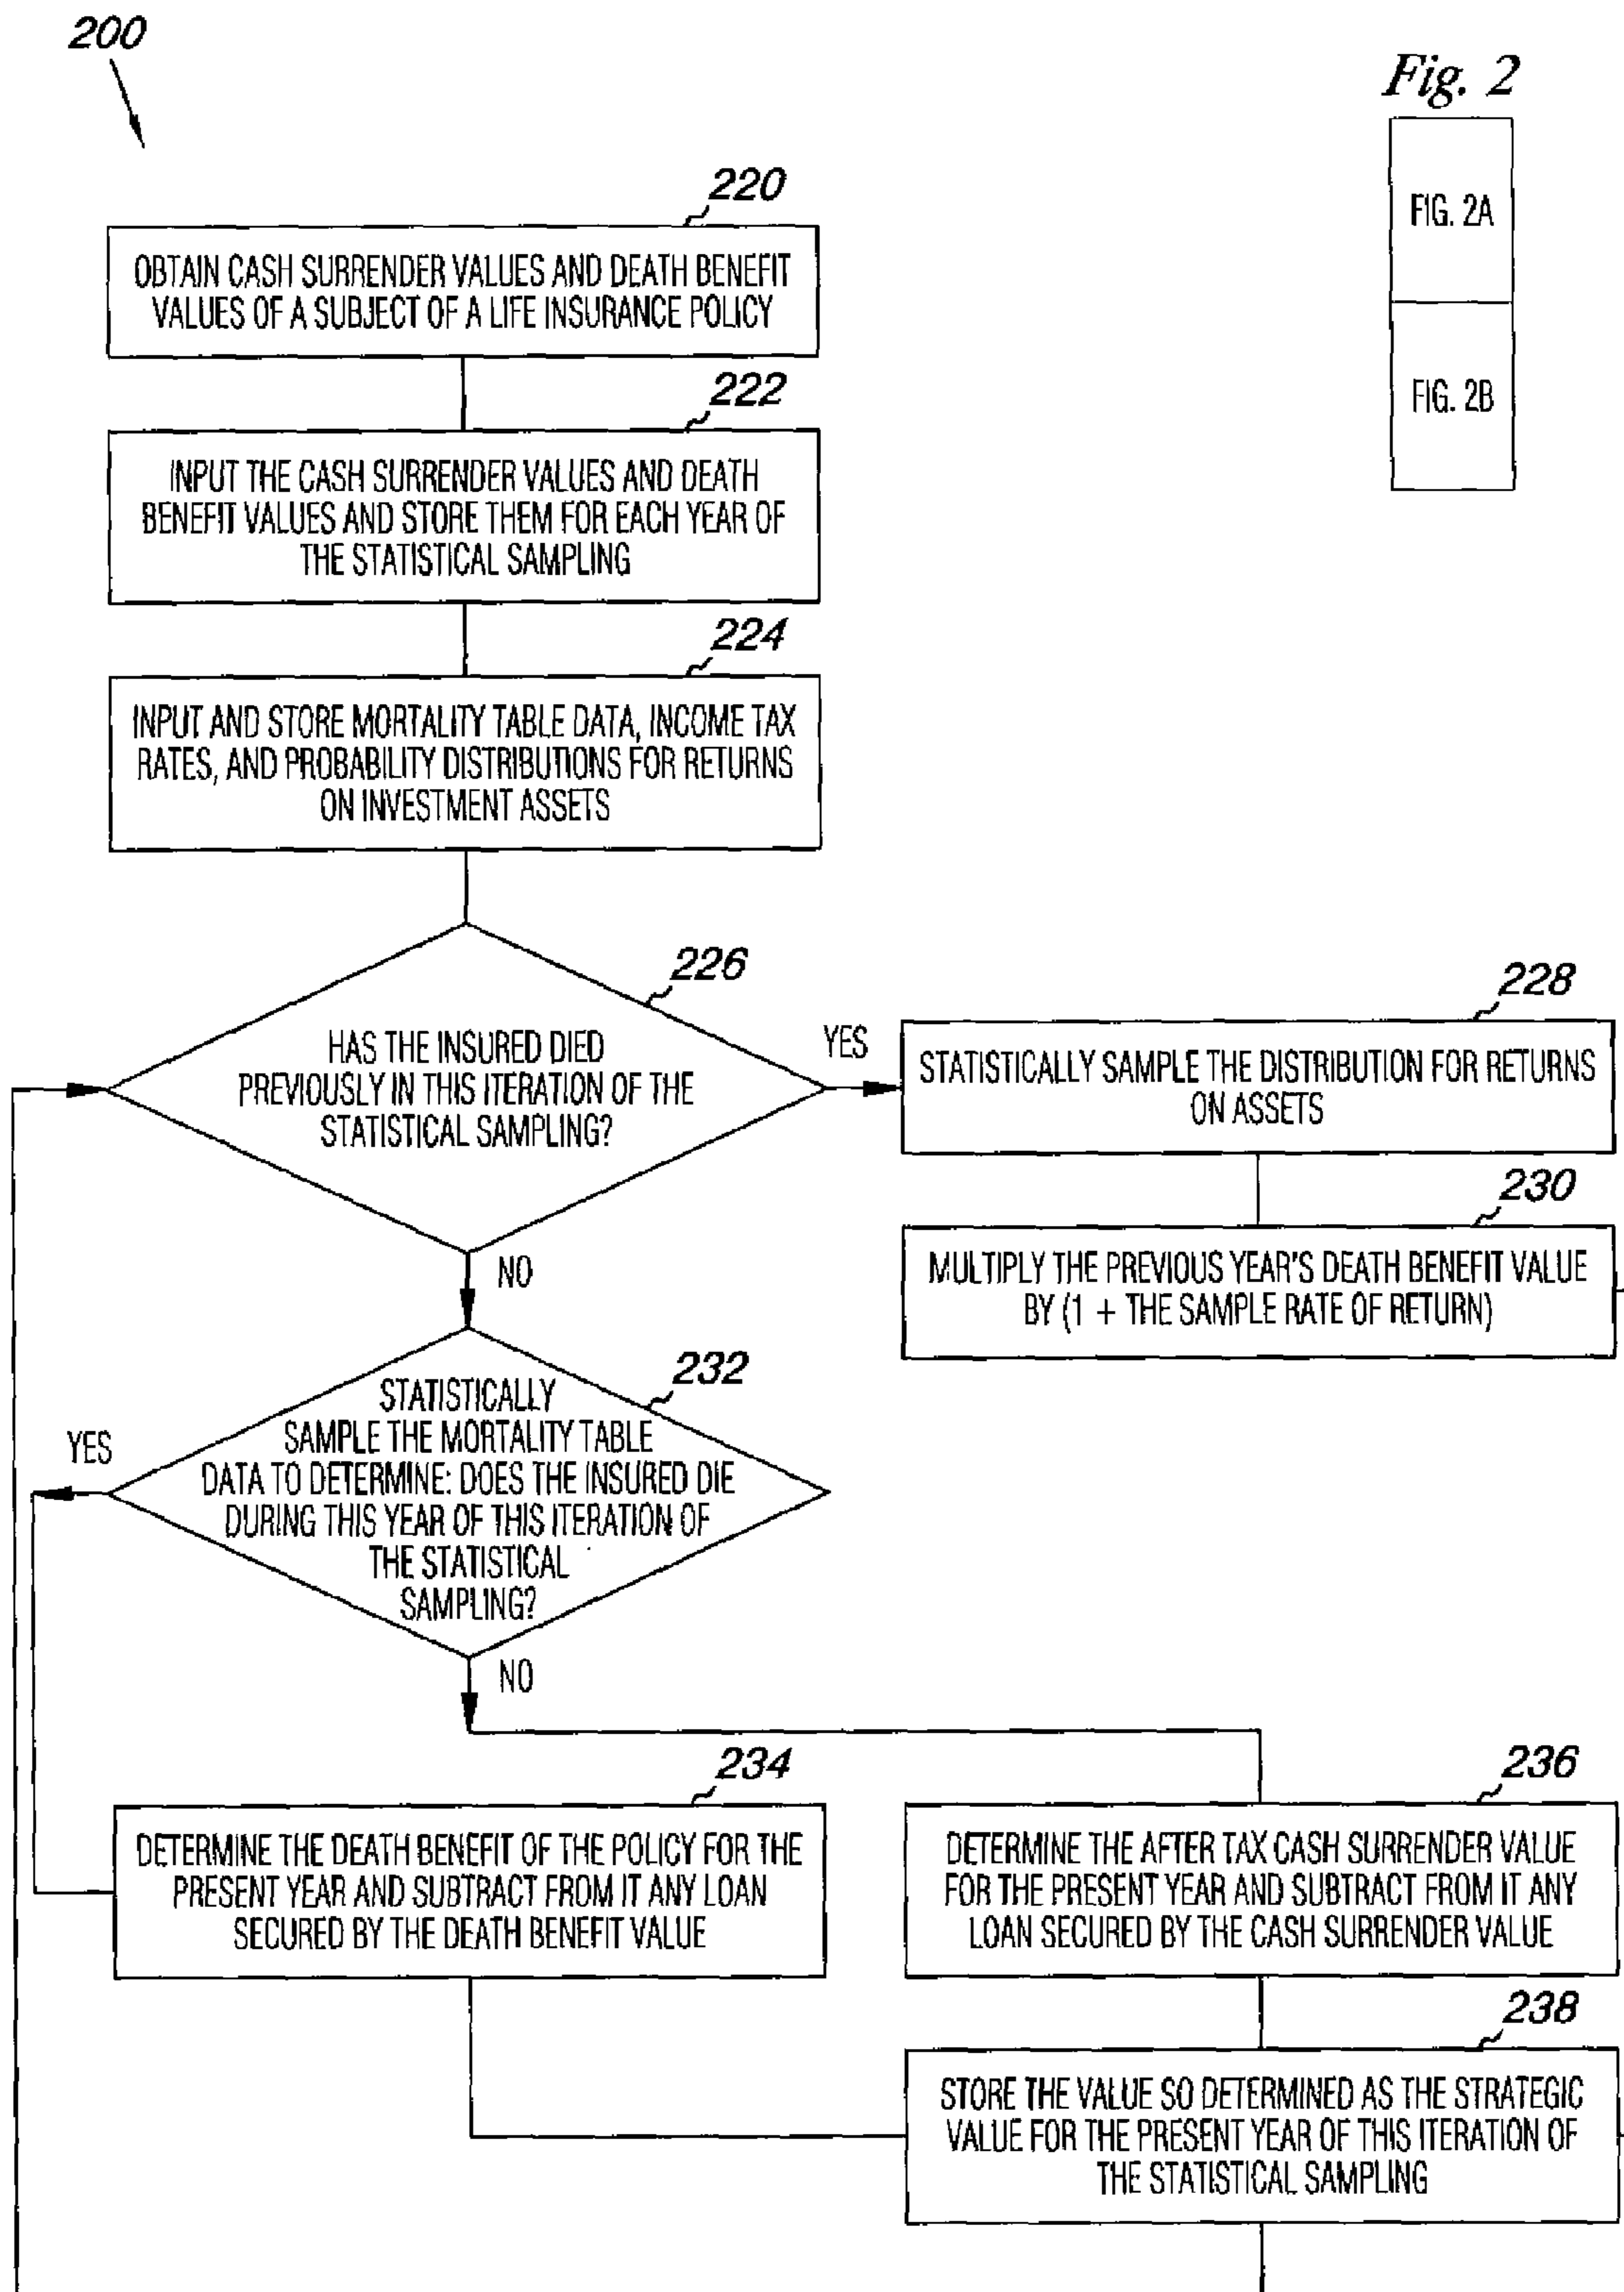 200
Fig. 2
FIG. 2A
FIG. 2B
220
OBTAIN CASH SURRENDER VALUES AND DEATH BENEFIT
VALUES OF A SUBJECT OF A LIFE INSURANCE POLICY
222
INPUT THE CASH SURRENDER VALUES AND DEATH
BENEFIT VALUES AND STORE THEM FOR EACH YEAR OF
THE STATISTICAL SAMPLING
224
INPUT AND STORE MORTALITY TABLE DATA, INCOME TAX
RATES, AND PROBABILITY DISTRIBUTIONS FOR RETURNS
ON INVESTMENT ASSETS
226
HAS THE INSURED DIED
PREVIOUSLY IN THIS ITERATION OF THE
STATISTICAL SAMPLING?
YES
228
STATISTICALLY SAMPLE THE DISTRIBUTION FOR RETURNS
ON ASSETS
230
MULTIPLY THE PREVIOUS YEAR'S DEATH BENEFIT VALUE
BY (1 + THE SAMPLE RATE OF RETURN)
NO
232
STATISTICALLY
SAMPLE THE MORTALITY TABLE
DATA TO DETERMINE: DOES THE INSURED DIE
DURING THIS YEAR OF THIS ITERATION OF
THE STATISTICAL
SAMPLING?
YES
NO
234
DETERMINE THE DEATH BENEFIT OF THE POLICY FOR THE
PRESENT YEAR AND SUBTRACT FROM IT ANY LOAN
SECURED BY THE DEATH BENEFIT VALUE
236
DETERMINE THE AFTER TAX CASH SURRENDER VALUE
FOR THE PRESENT YEAR AND SUBTRACT FROM IT ANY
LOAN SECURED BY THE CASH SURRENDER VALUE
238
STORE THE VALUE SO DETERMINED AS THE STRATEGIC
VALUE FOR THE PRESENT YEAR OF THIS ITERATION OF
THE STATISTICAL SAMPLING